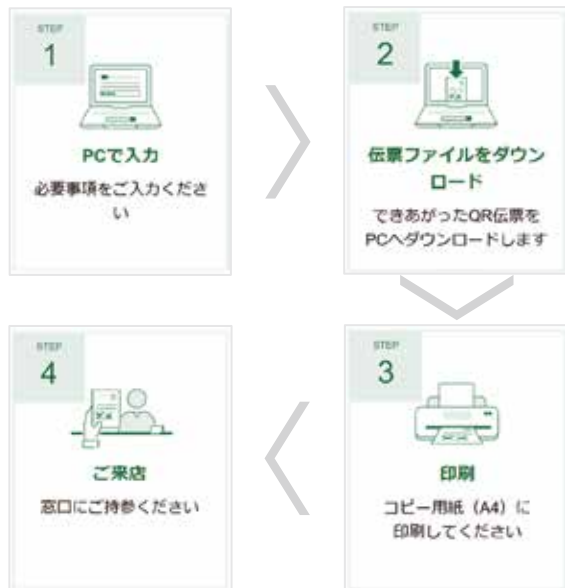 STEP
1
PCで入力
必要事項をご入力くださ
い
STEP
2
伝票ファイルをダウン
ロード
できあがったQR伝票を
PCへダウンロードします
STEP
3
印刷
コピー用紙（A4）に
印刷してください
STEP
4
ご来店
窓口にご持参ください